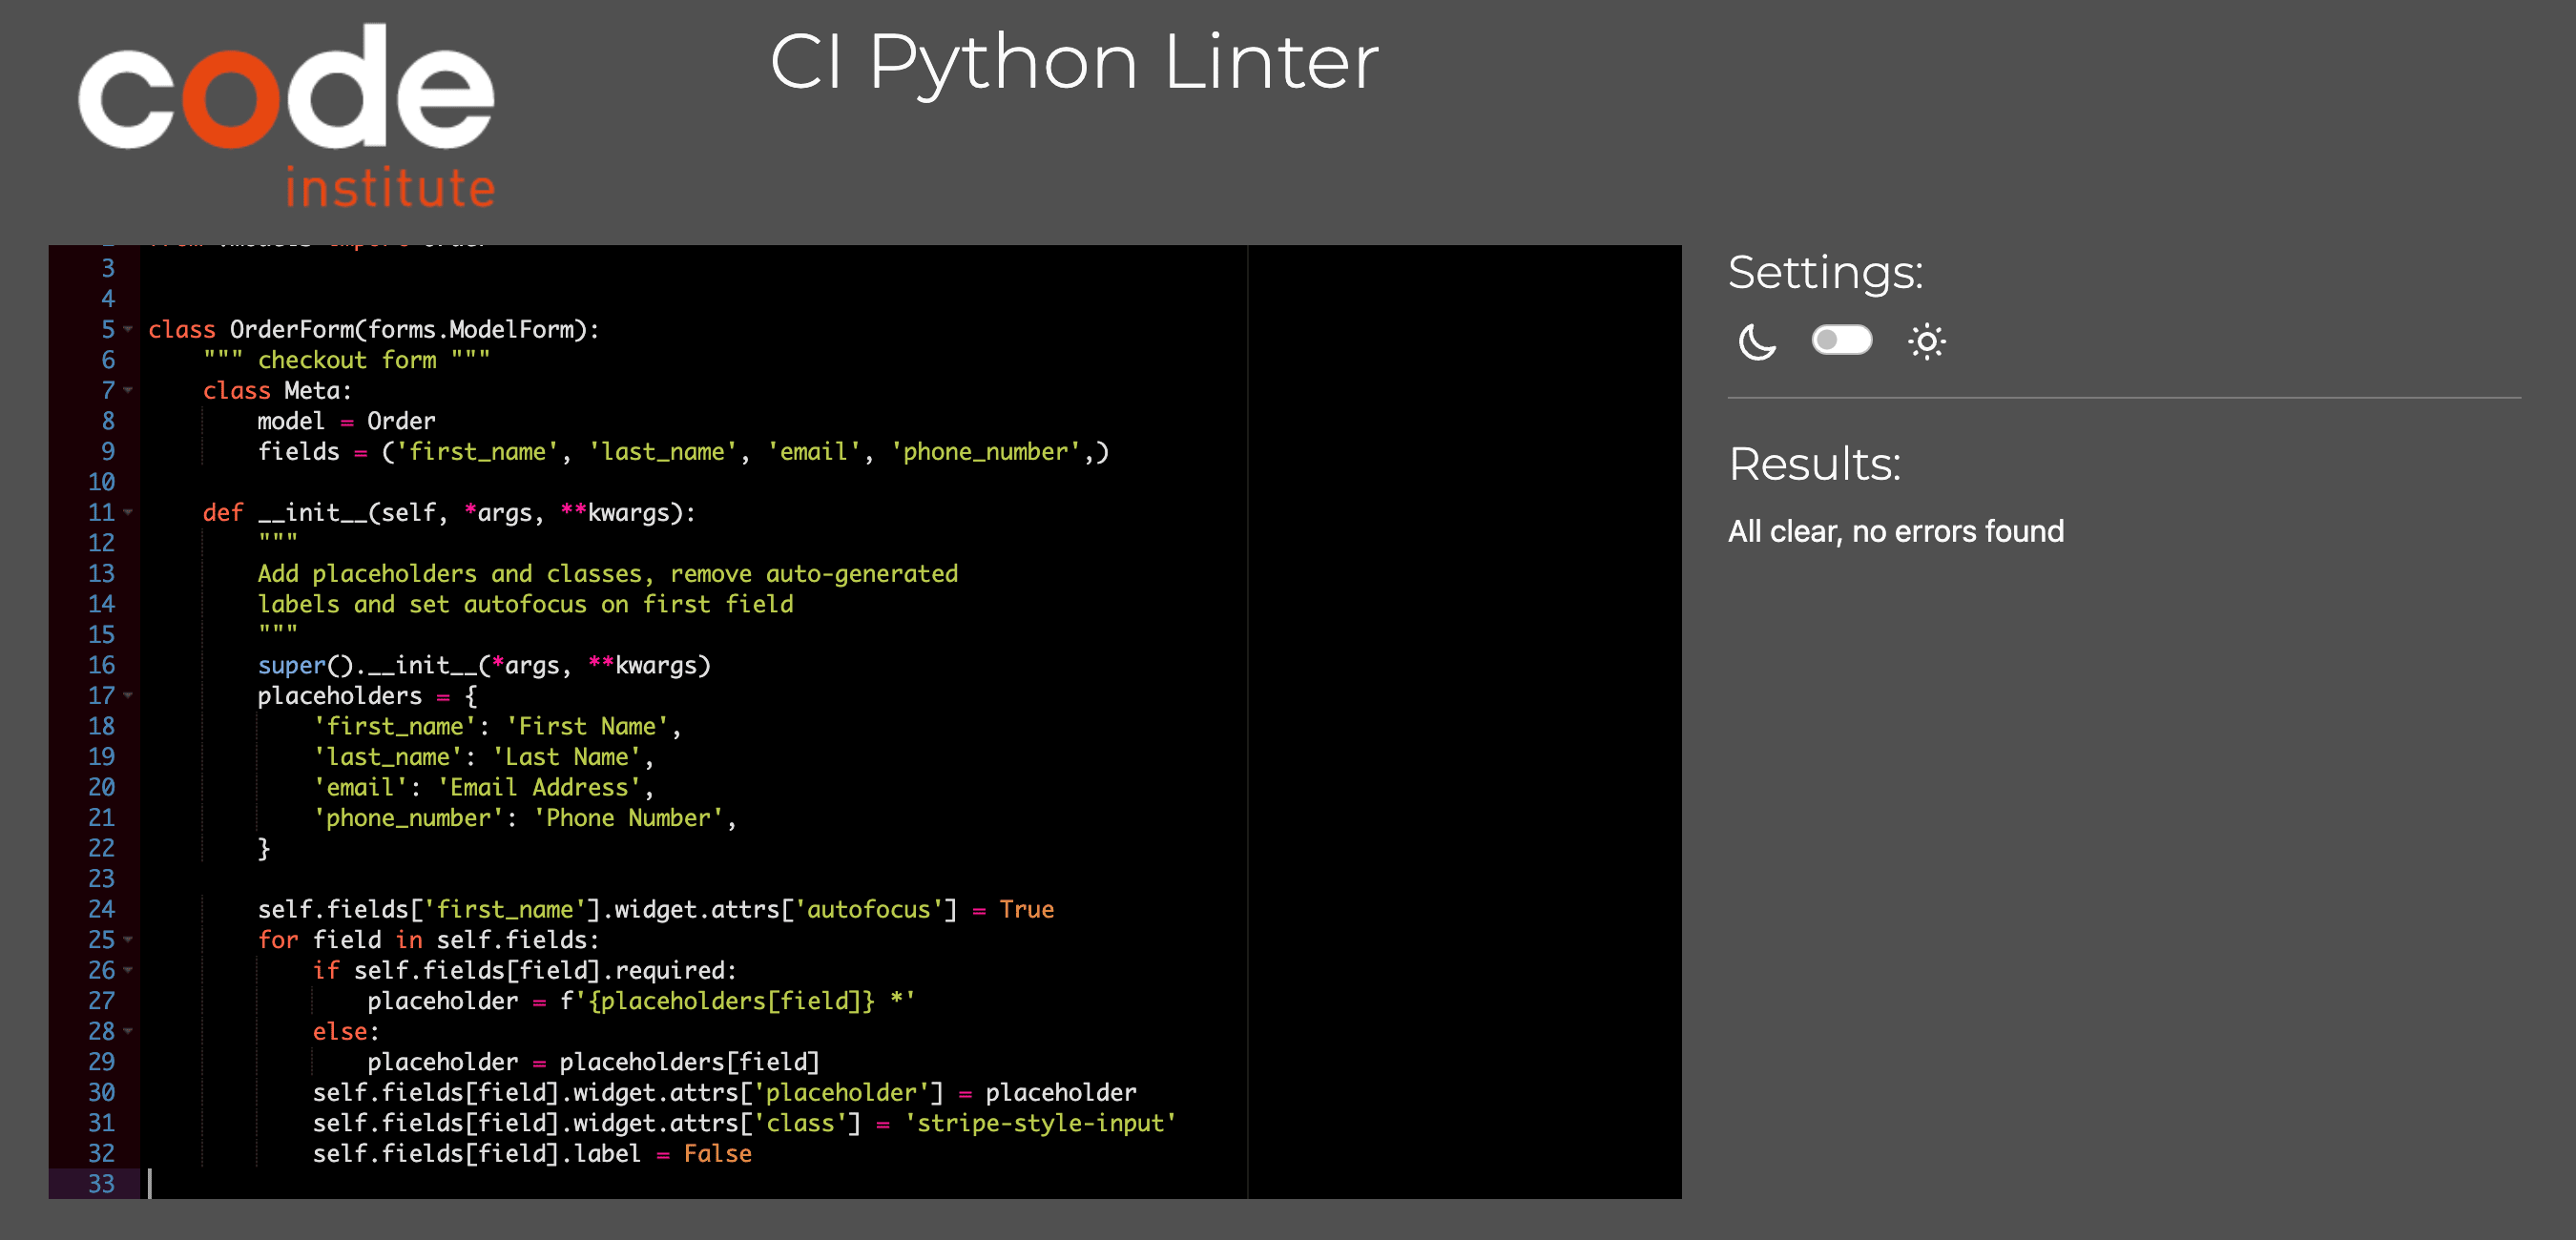 code
institute
CI Python Linter
3
4
5 class OrderForm(forms.ModelForm):
6     """ checkout form """
7     class Meta:
8         model = Order
9         fields = ('first_name', 'last_name', 'email', 'phone_number',)
10
11     def __init__(self, *args, **kwargs):
12         """
13         Add placeholders and classes, remove auto-generated
14         labels and set autofocus on first field
15         """
16         super().__init__(*args, **kwargs)
17         placeholders = {
18             'first_name': 'First Name',
19             'last_name': 'Last Name',
20             'email': 'Email Address',
21             'phone_number': 'Phone Number',
22         }
23
24         self.fields['first_name'].widget.attrs['autofocus'] = True
25         for field in self.fields:
26             if self.fields[field].required:
27                 placeholder = f'{placeholders[field]} *'
28             else:
29                 placeholder = placeholders[field]
30             self.fields[field].widget.attrs['placeholder'] = placeholder
31             self.fields[field].widget.attrs['class'] = 'stripe-style-input'
32             self.fields[field].label = False
33
Settings:
Results:
All clear, no errors found